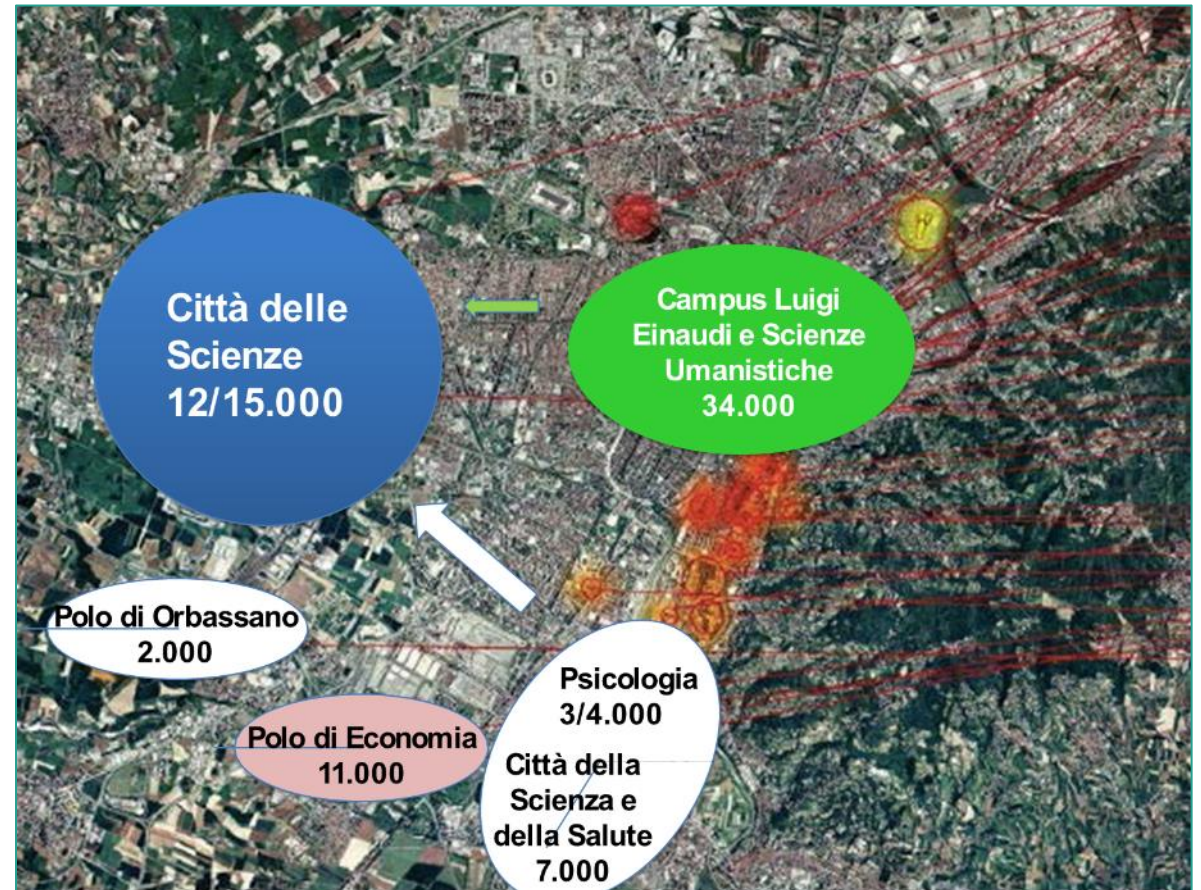 Città delle
Scienze
12/15.000
Campus Luigi
Einaudi e Scienze
Umanistiche
34.000
Polo di Orbassano
2.000
Polo di Economia
11.000
Psicologia
3/4.000
Città della
Scienza e
della Salute
7.000